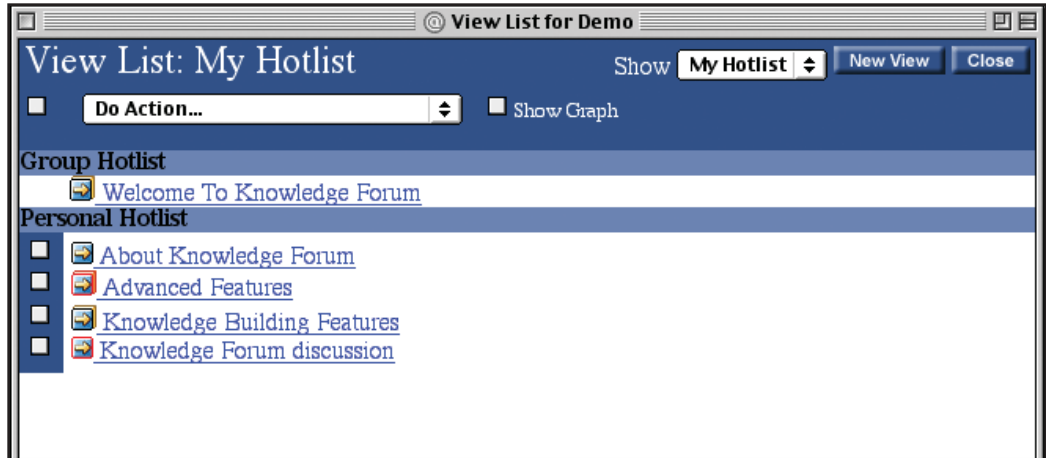 View List for Demo
View List: My Hotlist Show My Hotlist New View Close
Do Action... Show Graph
Group Hotlist
Welcome To Knowledge Forum
Personal Hotlist
About Knowledge Forum
Advanced Features
Knowledge Building Features
Knowledge Forum discussion